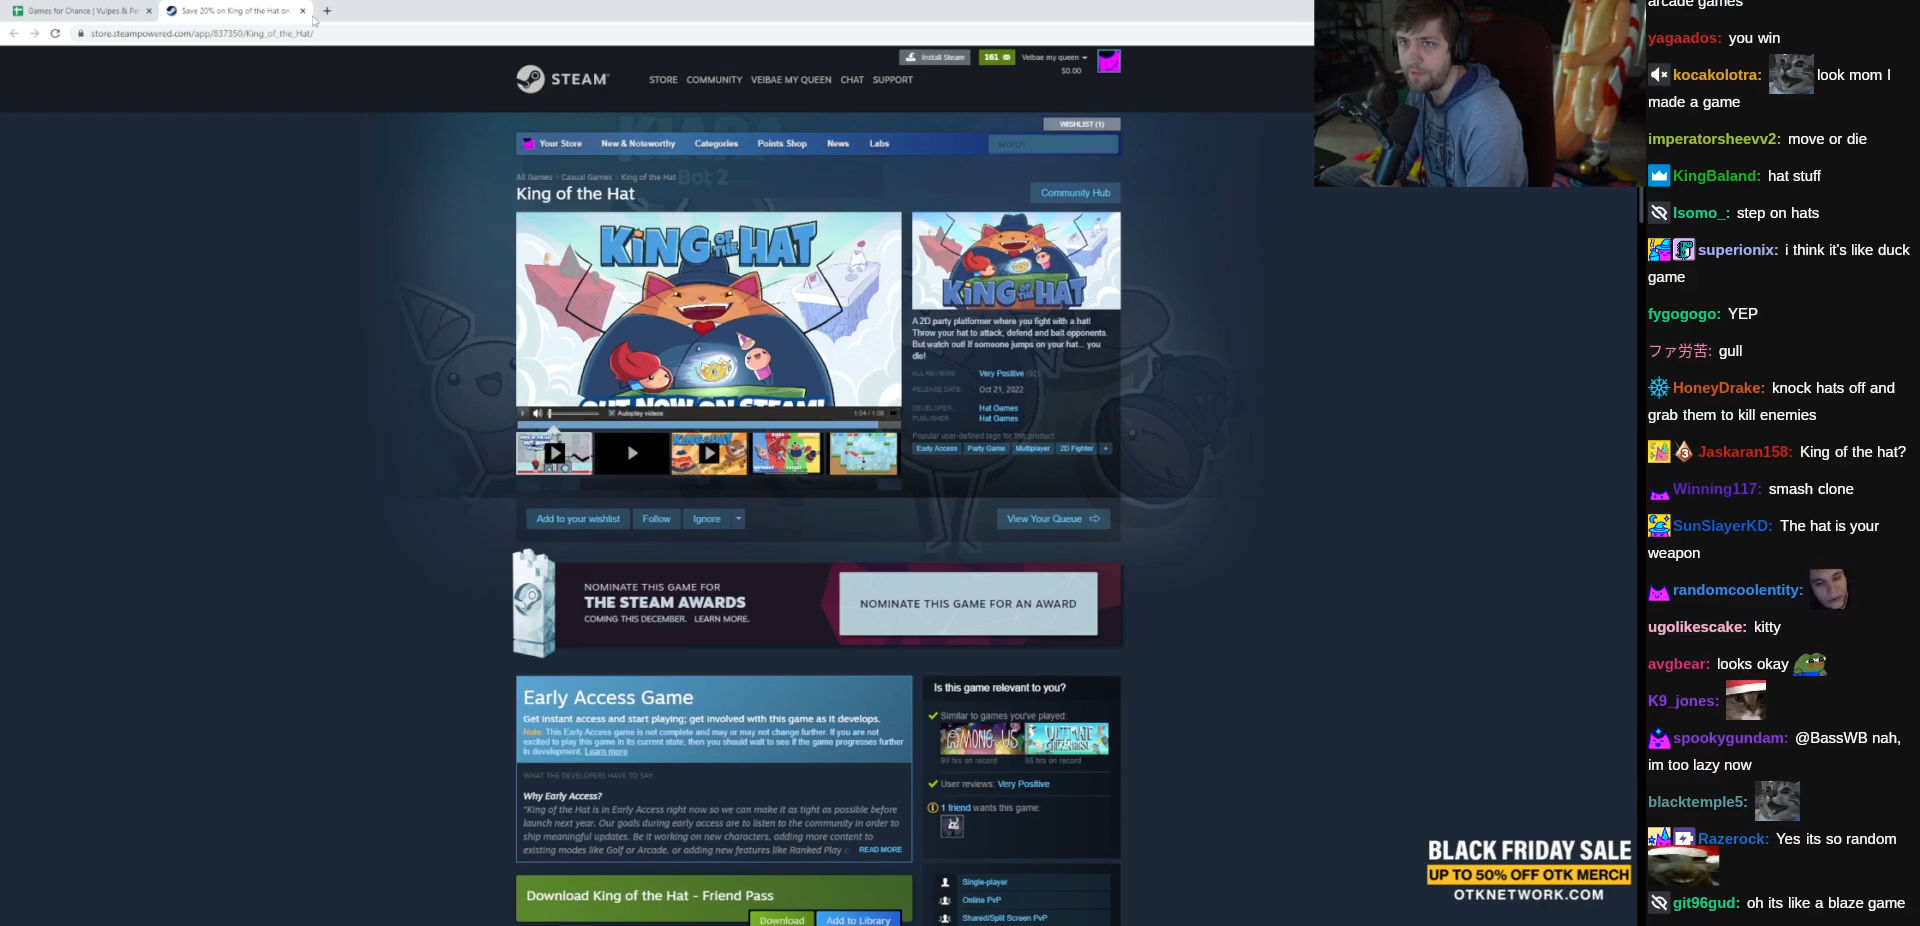 Games for Chance | Vulpes & Pe
Save 20% on King of the Hat on
store.steampowered.com/app/837350/King_of_the_Hat/
Install Steam
161
Veibae my queen
$0.00
STEAM
STORE COMMUNITY VEIBAE MY QUEEN CHAT SUPPORT
WISHLIST (1)
Your Store New & Noteworthy Categories Points Shop News Labs
search
All Games > Casual Games > King of the Hat
Bot 2
King of the Hat
Community Hub
KING OF THE HAT
OUT NOW ON STEAM!
Autoplay videos
1:04 / 1:08
KING OF THE HAT
A 2D party platformer where you fight with a hat!
Throw your hat to attack, defend and bait opponents.
But watch out! If someone jumps on your hat... you
die!
ALL REVIEWS: Very Positive (92)
RELEASE DATE: Oct 21, 2022
DEVELOPER: Hat Games
PUBLISHER: Hat Games
Popular user-defined tags for this product:
Early Access Party Game Multiplayer 2D Fighter +
Add to your wishlist Follow Ignore
View Your Queue
NOMINATE THIS GAME FOR
THE STEAM AWARDS
COMING THIS DECEMBER. LEARN MORE.
NOMINATE THIS GAME FOR AN AWARD
Early Access Game
Get instant access and start playing; get involved with this game as it develops.
Note: This Early Access game is not complete and may or may not change further. If you are not
excited to play this game in its current state, then you should wait to see if the game progresses further
in development. Learn more
WHAT THE DEVELOPERS HAVE TO SAY:
Why Early Access?
"King of the Hat is in Early Access right now so we can make it as tight as possible before
launch next year. Our goals during early access are to listen to the community in order to
ship meaningful updates. Be it working on new characters, adding more content to
existing modes like Golf or Arcade, or adding new features like Ranked Play
READ MORE
Download King of the Hat - Friend Pass
Download Add to Library
Is this game relevant to you?
Similar to games you've played:
AMONG US
ULTIMATE CHICKEN HORSE
90 hrs on record
66 hrs on record
User reviews: Very Positive
1 friend wants this game:
Single-player
Online PvP
Shared/Split Screen PvP
BLACK FRIDAY SALE
UP TO 50% OFF OTK MERCH
OTKNETWORK.COM
arcade games
yagaados: you win
kocakolotra: look mom I
made a game
imperatorsheevv2: move or die
KingBaland: hat stuff
Isomo_: step on hats
superionix: i think it's like duck
game
fygogogo: YEP
ファ労苦: gull
HoneyDrake: knock hats off and
grab them to kill enemies
Jaskaran158: King of the hat?
Winning117: smash clone
SunSlayerKD: The hat is your
weapon
randomcoolentity:
ugolikescake: kitty
avgbear: looks okay
K9_jones:
spookygundam: @BassWB nah,
im too lazy now
blacktemple5:
Razerock: Yes its so random
git96gud: oh its like a blaze game